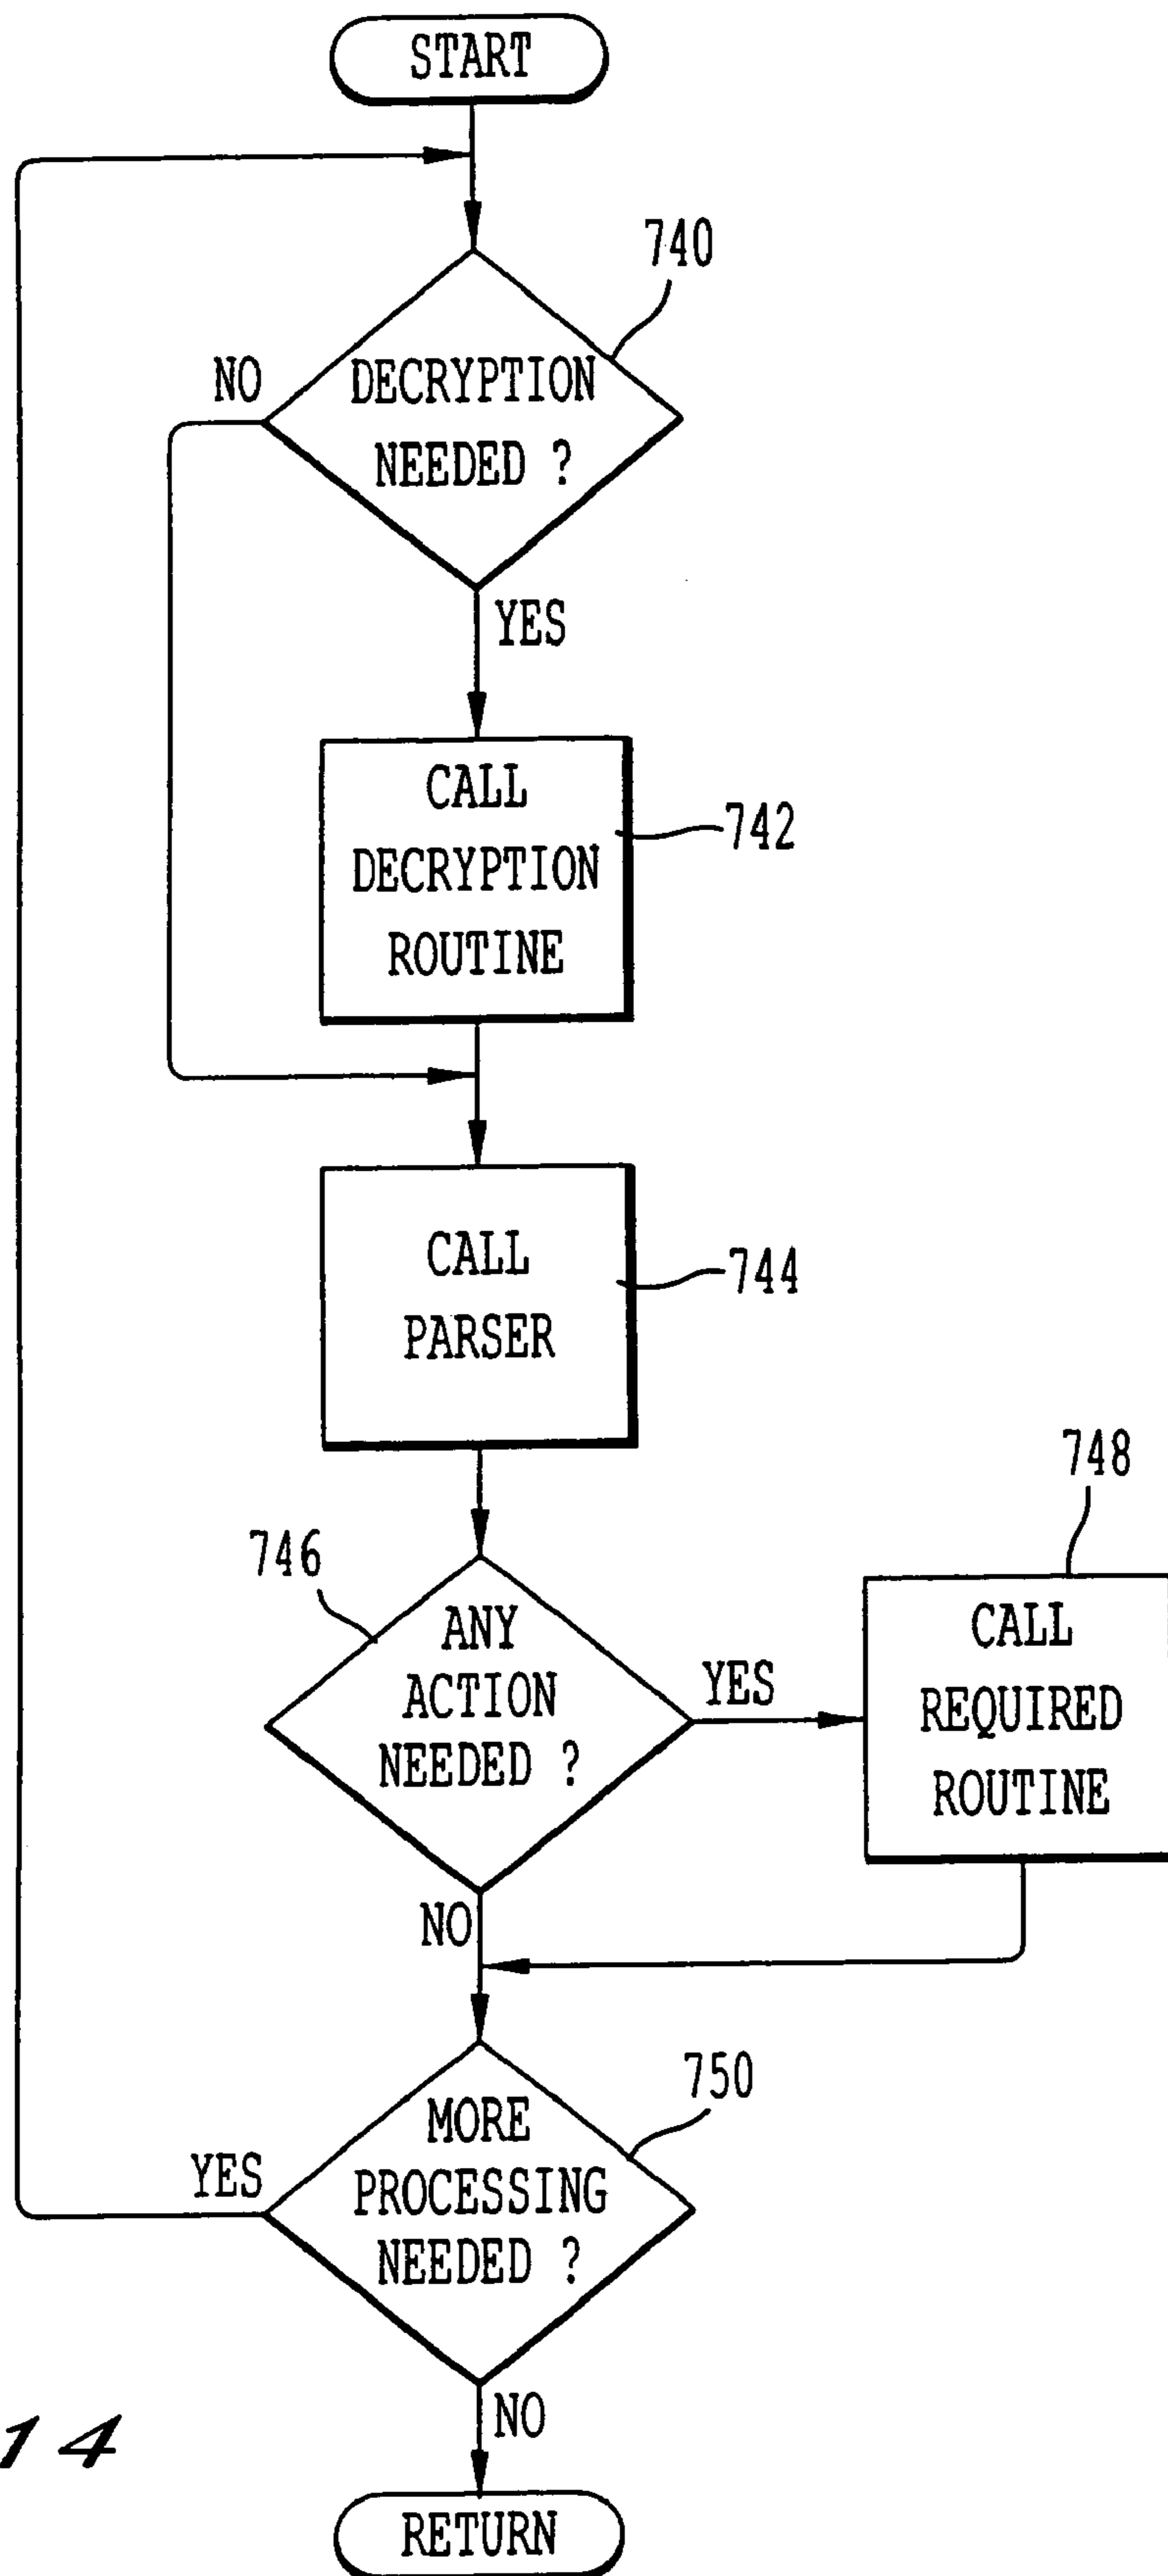 START
740
NO
DECRYPTION
NEEDED ?
YES
CALL
DECRYPTION
ROUTINE
742
CALL
PARSER
744
746
748
ANY
ACTION
NEEDED ?
YES
CALL
REQUIRED
ROUTINE
NO
750
MORE
PROCESSING
NEEDED ?
YES
NO
14
RETURN